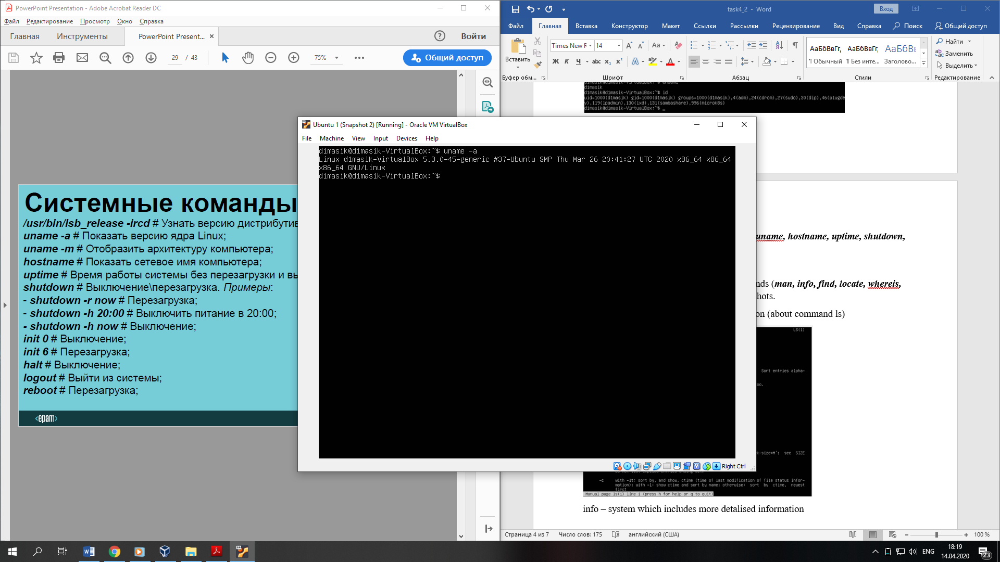 PowerPoint Presentation - Adobe Acrobat Reader DC
Файл Редактирование Просмотр Окно Справка
Главная Инструменты PowerPoint Present... × Войти
29 / 43 75% Общий доступ
Системные команды
/usr/bin/lsb_release -ircd # Узнать версию дистрибутив
uname -a # Показать версию ядра Linux;
uname -m # Отобразить архитектуру компьютера;
hostname # Показать сетевое имя компьютера;
uptime # Время работы системы без перезагрузки и вы
shutdown # Выключение\перезагрузка. Примеры:
- shutdown -r now # Перезагрузка;
- shutdown -h 20:00 # Выключить питание в 20:00;
- shutdown -h now # Выключение;
init 0 # Выключение;
init 6 # Перезагрузка;
halt # Выключение;
logout # Выйти из системы;
reboot # Перезагрузка;
<epam>
task4_2 - Word Вход
Файл Главная Вставка Конструктор Макет Ссылки Рассылки Рецензирование Вид Справка Поиск Общий доступ
Вставить
Times New R 14 Aa
Ж К Ч abc x₂ x² A A
АаБбВвГг, АаБбВвГг, АаБбВ
¶ Обычный ¶ Без инте... Заголово...
Найти
Заменить
Выделить
Буфер обм... Шрифт Абзац Стили Редактирование
d1masik
d1masik@d1masik-VirtualBox:~$ id
uid=1000(d1masik) gid=1000(d1masik) groups=1000(d1masik),4(adm),24(cdrom),27(sudo),30(dip),46(plugde
v),119(lpadmin),130(lxd),131(sambashare),996(microk8s)
d1masik@d1masik-VirtualBox:~$ _
Ubuntu 1 (Snapshot 2) [Running] - Oracle VM VirtualBox
File Machine View Input Devices Help
d1masik@d1masik-VirtualBox:~$ uname -a
Linux d1masik-VirtualBox 5.3.0-45-generic #37-Ubuntu SMP Thu Mar 26 20:41:27 UTC 2020 x86_64 x86_64
x86_64 GNU/Linux
d1masik@d1masik-VirtualBox:~$
Right Ctrl
uname, hostname, uptime, shutdown,
nds (man, info, find, locate, whereis,
hots.
on (about command ls)
LS(1)
Sort entries alpha-
oo.
k-size=M'; see SIZE
-c with -lt: sort by, and show, ctime (time of last modification of file status infor-
mation); with -l: show ctime and sort by name; otherwise: sort by ctime, newest
first
Manual page ls(1) line 1 (press h for help or q to quit)
info – system which includes more detalised information
Страница 4 из 7 Число слов: 175 английский (США) 100 %
ENG
18:19
14.04.2020
23